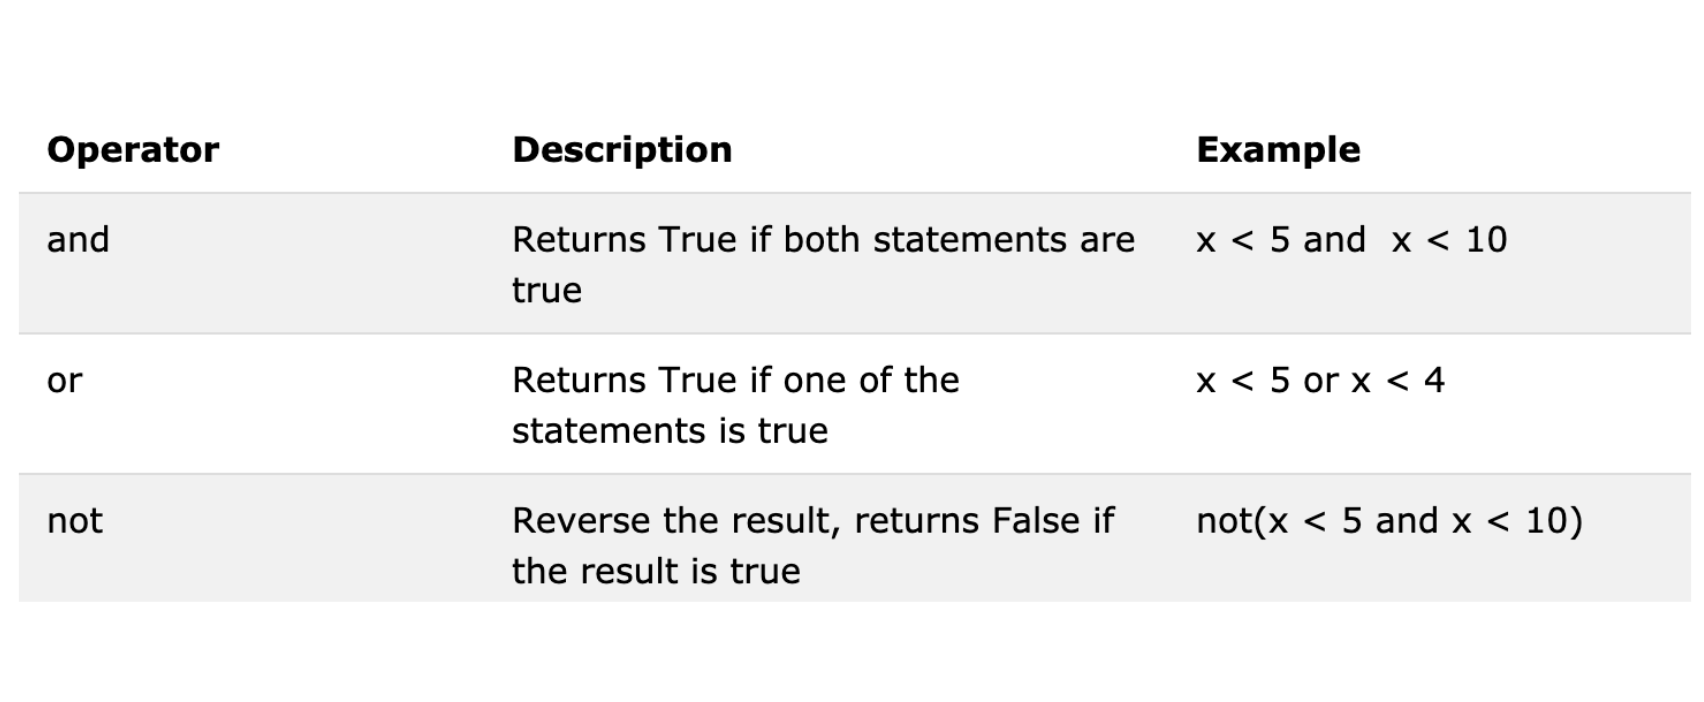 Operator Description Example
and Returns True if both statements are x < 5 and  x < 10
true
or Returns True if one of the x < 5 or x < 4
statements is true
not Reverse the result, returns False if not(x < 5 and x < 10)
the result is true